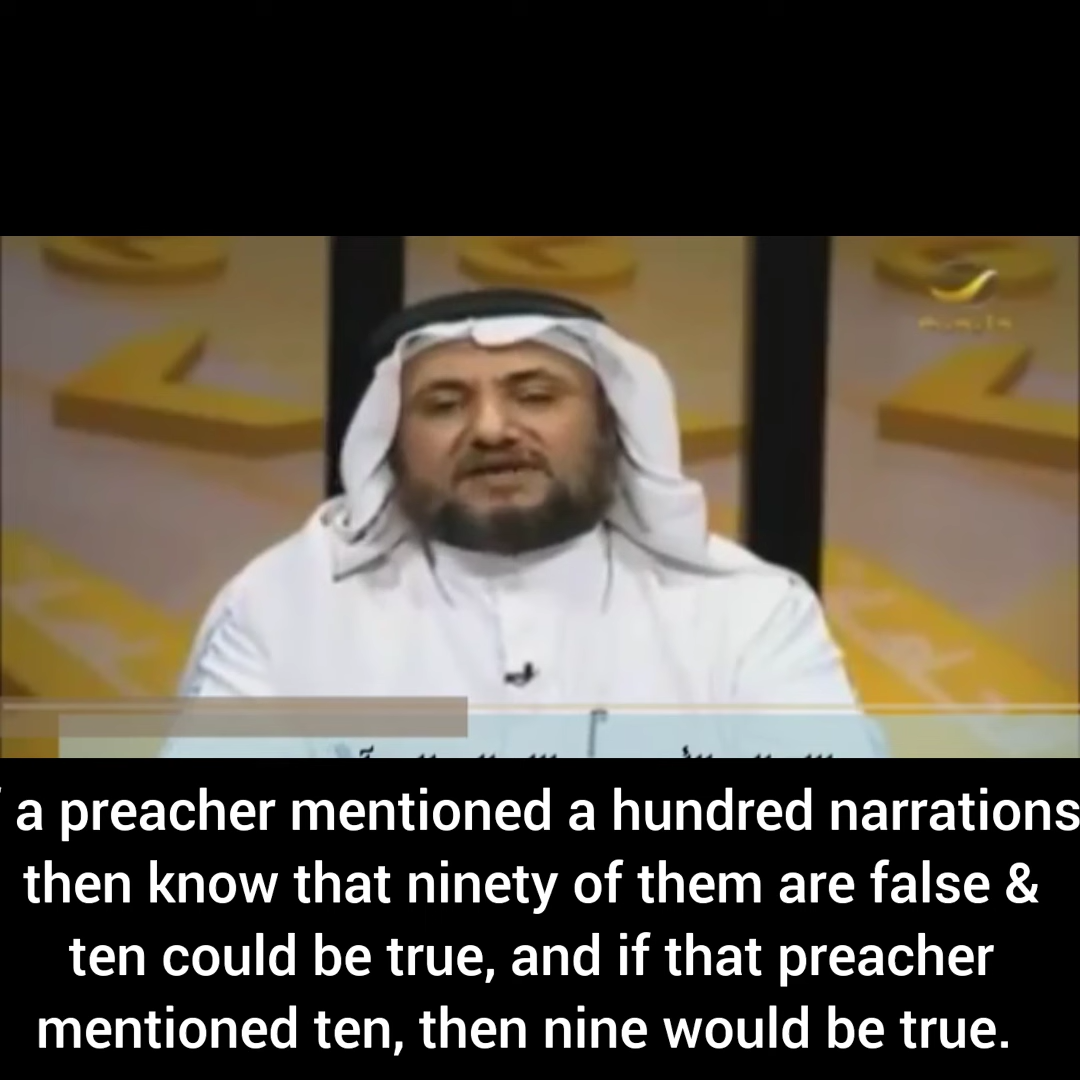 a preacher mentioned a hundred narrations
then know that ninety of them are false &
ten could be true, and if that preacher
mentioned ten, then nine would be true.